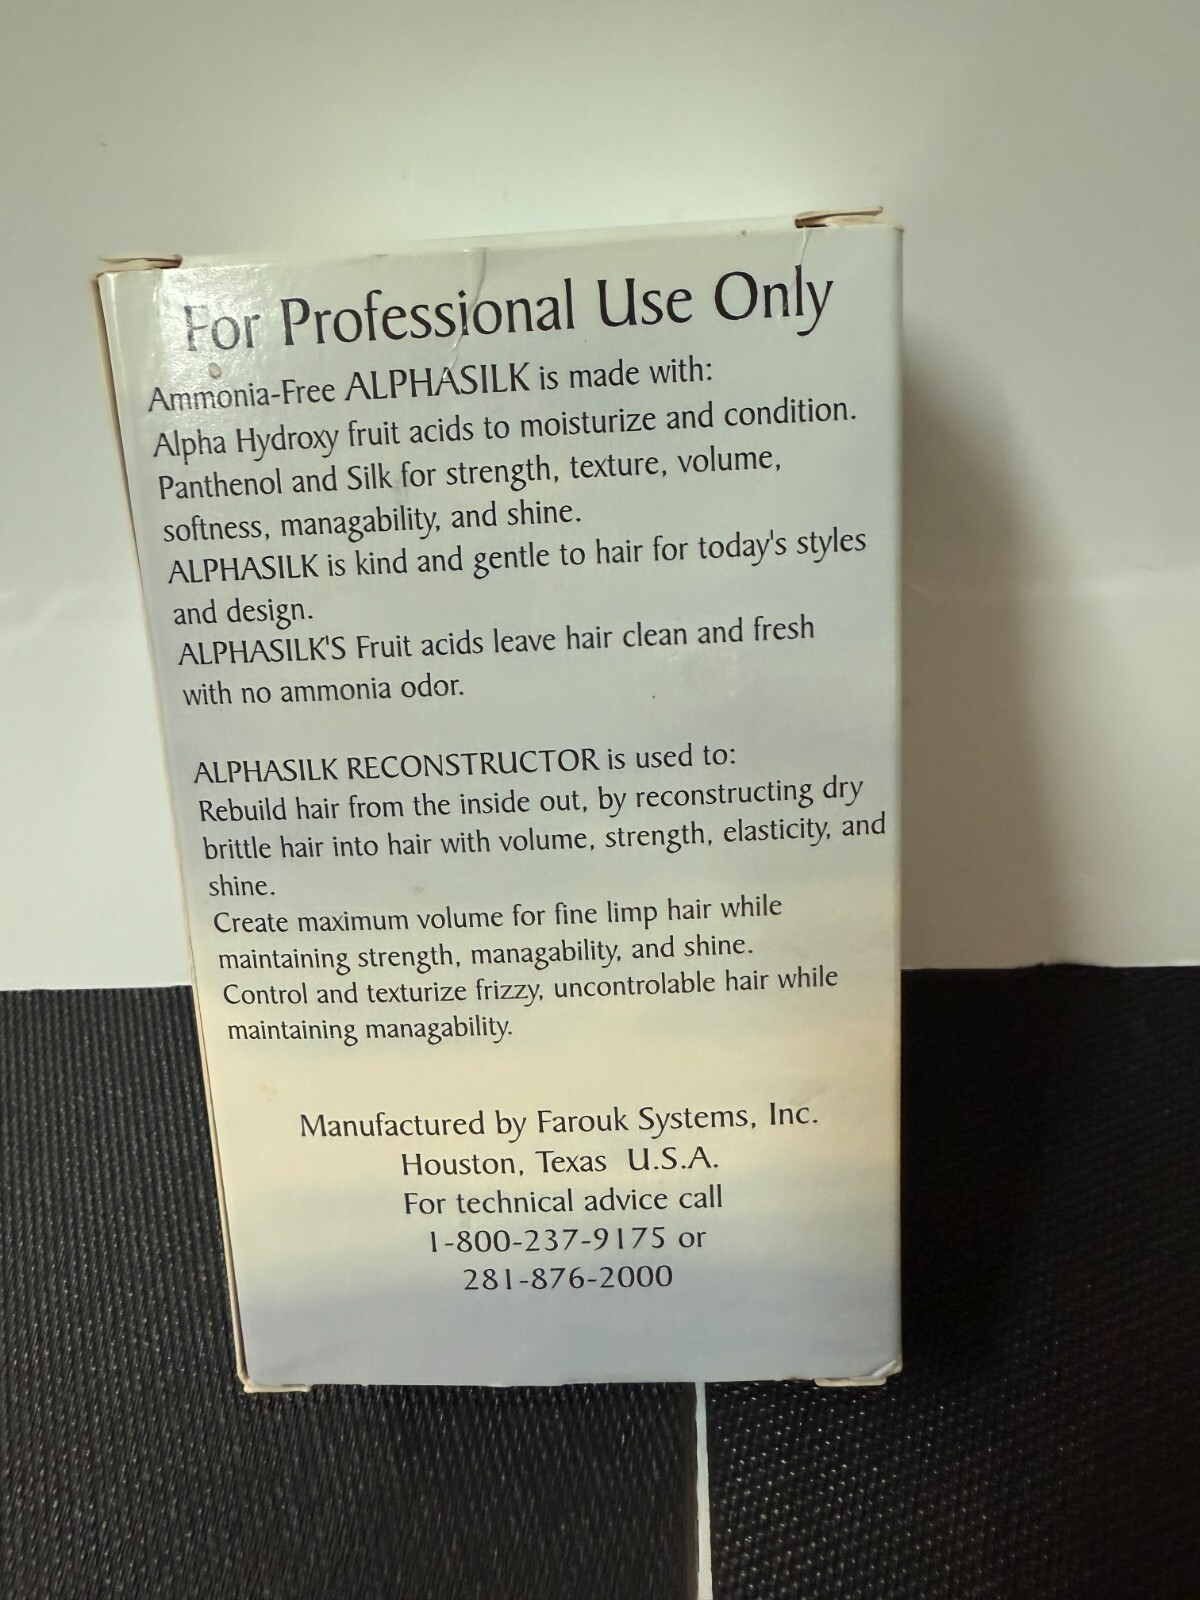 For Professional Use Only
Ammonia-Free ALPHASILK is made with:
Alpha Hydroxy fruit acids to moisturize and condition.
Panthenol and Silk for strength, texture, volume,
softness, managability, and shine.
ALPHASILK is kind and gentle to hair for today's styles
and design.
ALPHASILK'S Fruit acids leave hair clean and fresh
with no ammonia odor.
ALPHASILK RECONSTRUCTOR is used to:
Rebuild hair from the inside out, by reconstructing dry
brittle hair into hair with volume, strength, elasticity, and
shine.
Create maximum volume for fine limp hair while
maintaining strength, managability, and shine.
Control and texturize frizzy, uncontrolable hair while
maintaining managability.
Manufactured by Farouk Systems, Inc.
Houston, Texas U.S.A.
For technical advice call
1-800-237-9175 or
281-876-2000